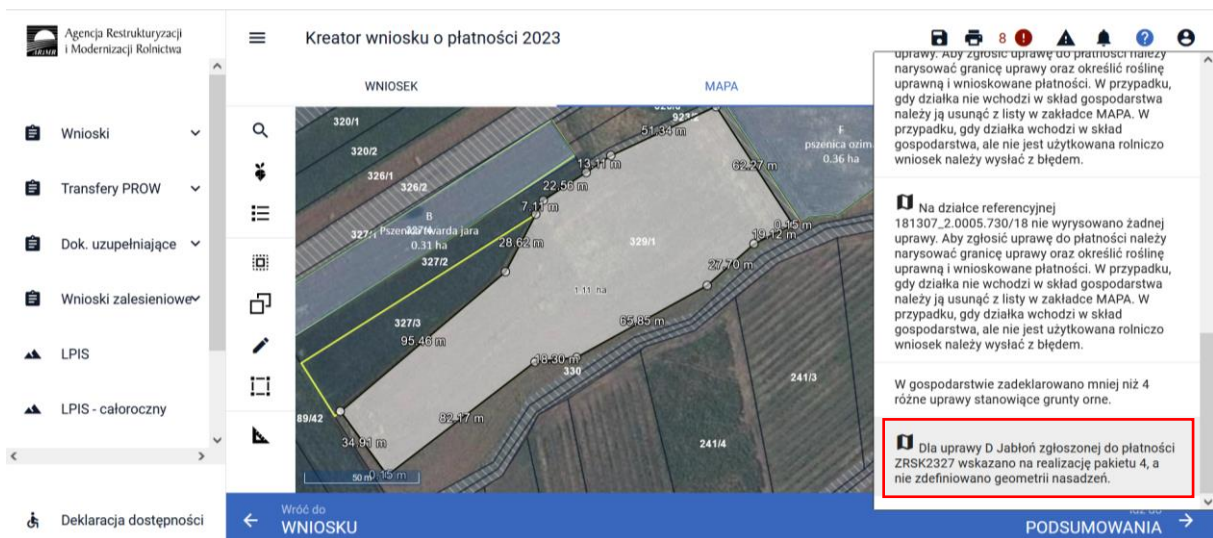 Agencja Restrukturyzacji
i Modernizacji Rolnictwa
ARiMR
Kreator wniosku o płatności 2023
8
WNIOSEK
MAPA
Wnioski
Transfery PROW
Dok. uzupełniające
Wnioski zalesieniowe
LPIS
LPIS - całoroczny
Deklaracja dostępności
320/1
320/2
326/1
326/2
327/2
327/3
329/1
330
241/3
241/4
89/42
B
Pszenica twarda jara
0.31 ha
F
pszenica ozim
0.36 ha
1.11 ha
51,34 m
13,11 m
62,27 m
22,56 m
7,11 m
28,62 m
0,15 m
19,12 m
27,70 m
65,85 m
95,46 m
18,30 m
82,17 m
34,91 m
0,15 m
50 m
uprawy. Aby zgłosić uprawę do płatności należy
narysować granicę uprawy oraz określić roślinę
uprawną i wnioskowane płatności. W przypadku,
gdy działka nie wchodzi w skład gospodarstwa
należy ją usunąć z listy w zakładce MAPA. W
przypadku, gdy działka wchodzi w skład
gospodarstwa, ale nie jest użytkowana rolniczo
wniosek należy wysłać z błędem.
Na działce referencyjnej
181307_2.0005.730/18 nie wyrysowano żadnej
uprawy. Aby zgłosić uprawę do płatności należy
narysować granicę uprawy oraz określić roślinę
uprawną i wnioskowane płatności. W przypadku,
gdy działka nie wchodzi w skład gospodarstwa
należy ją usunąć z listy w zakładce MAPA. W
przypadku, gdy działka wchodzi w skład
gospodarstwa, ale nie jest użytkowana rolniczo
wniosek należy wysłać z błędem.
W gospodarstwie zadeklarowano mniej niż 4
różne uprawy stanowiące grunty orne.
Dla uprawy D Jabłoń zgłoszonej do płatności
ZRSK2327 wskazano na realizację pakietu 4, a
nie zdefiniowano geometrii nasadzeń.
Wróć do
WNIOSKU
Idź do
PODSUMOWANIA